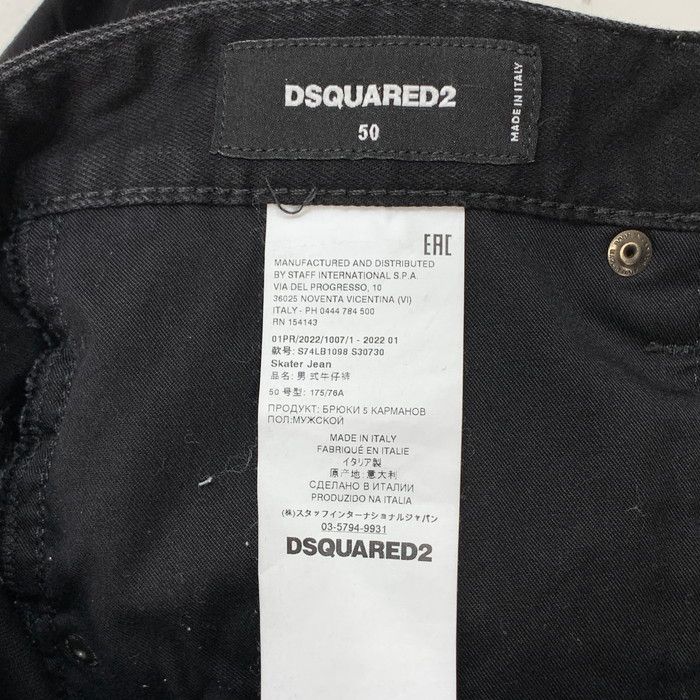 DSQUARED2
50
MADE IN ITALY
EAC
MANUFACTURED AND DISTRIBUTED
BY STAFF INTERNATIONAL S.P.A.
VIA DEL PROGRESSO, 10
36025 NOVENTA VICENTINA (VI)
ITALY - PH 0444 784 500
RN 154143
01PR/2022/1007/1 - 2022 01
款号: S74LB1098 S30730
Skater Jean
品名: 男式牛仔裤
50 号型: 175/76A
ПРОДУКТ: БРЮКИ 5 КАРМАНОВ
ПОЛ:МУЖСКОЙ
MADE IN ITALY
FABRIQUÉ EN ITALIE
イタリア製
原产地:意大利
СДЕЛАНО В ИТАЛИИ
PRODUZIDO NA ITALIA
(株)スタッフインターナショナルジャパン
03-5794-9931
DSQUARED2